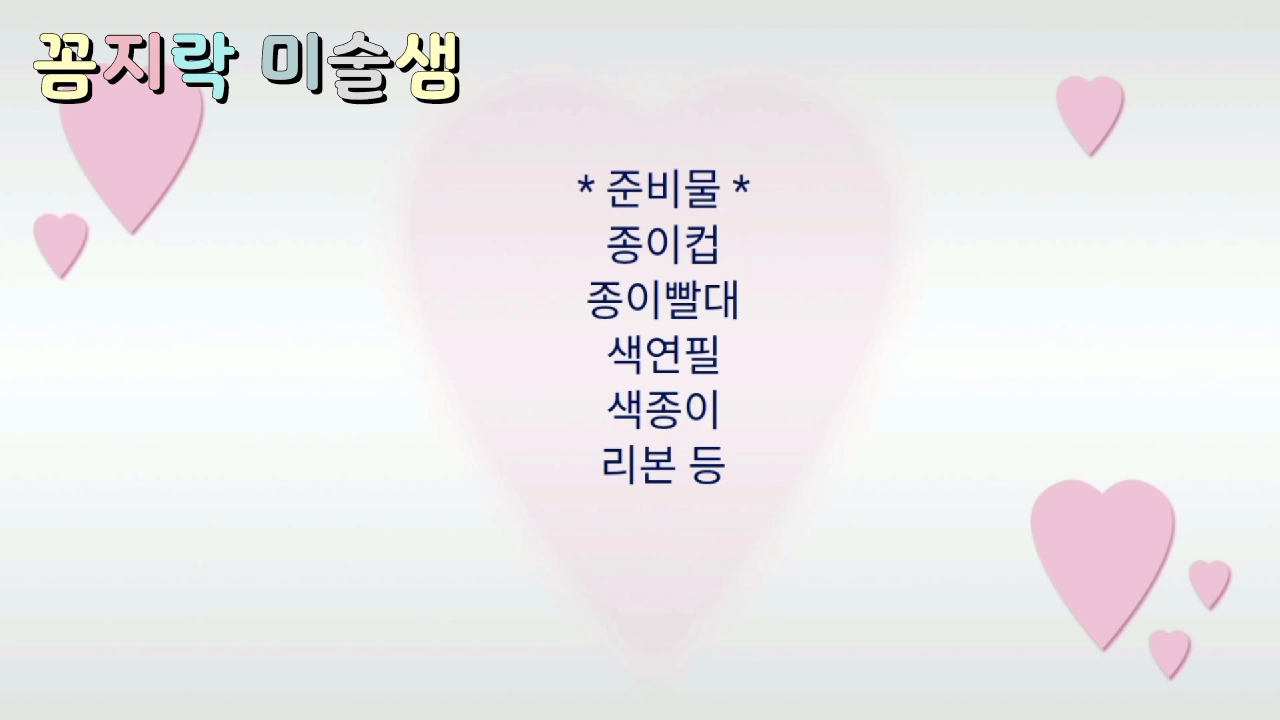 꼼지락 미술샘
* 준비물 *
종이컵
종이빨대
색연필
색종이
리본 등